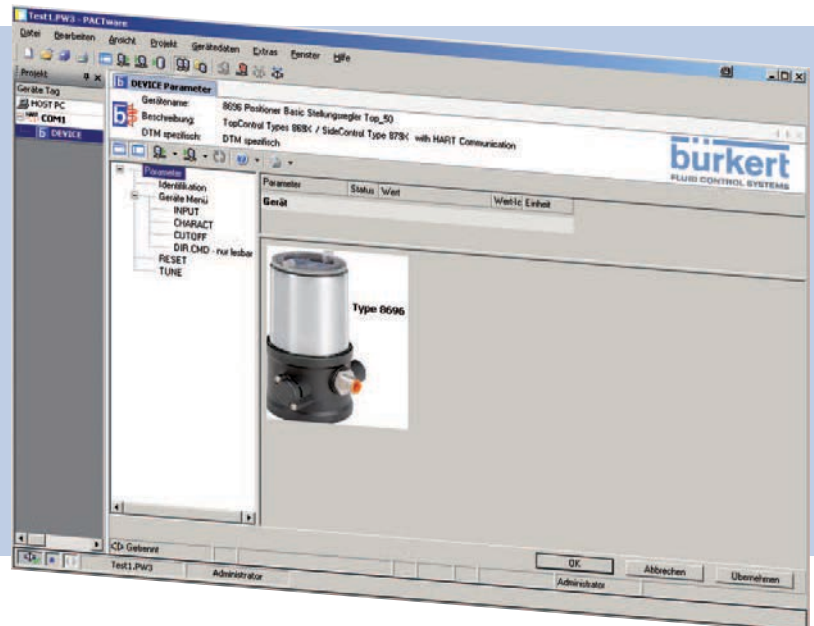 Test1.PW3 - PACTware
Datei Bearbeiten Ansicht Projekt Gerätedaten Extras Fenster Hilfe
Projekt
Geräte Tag
HOST PC
COM1
DEVICE
DEVICE Parameter
Gerätename: 8696 Positioner Basic Stellungsregler Top_50
Beschreibung: TopControl Types 869X / SideControl Type 879X with HART Communication
DTM spezifisch: DTM spezifisch
bürkert
FLUID CONTROL SYSTEMS
Parameter
Identifikation
Geräte Menü
INPUT
CHARACT
CUTOFF
DIR.CMD - nur lesbar
RESET
TUNE
Parameter Status Wert Einheit
Gerät
Type 8696
Getrennt
OK Abbrechen Übernehmen
Test1.PW3 Administrator Administrator